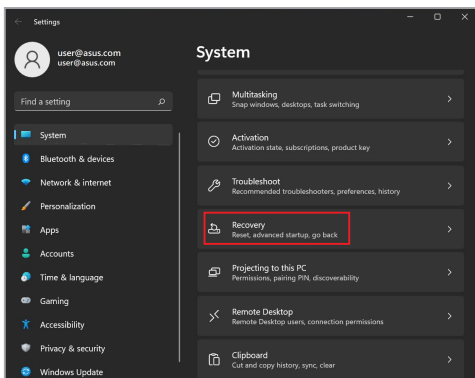 Settings
user@asus.com
user@asus.com
Find a setting
System
Bluetooth & devices
Network & internet
Personalization
Apps
Accounts
Time & language
Gaming
Accessibility
Privacy & security
Windows Update
System
Multitasking
Snap windows, desktops, task switching
Activation
Activation state, subscriptions, product key
Troubleshoot
Recommended troubleshooters, preferences, history
Recovery
Reset, advanced startup, go back
Projecting to this PC
Permissions, pairing PIN, discoverability
Remote Desktop
Remote Desktop users, connection permissions
Clipboard
Cut and copy history, sync, clear